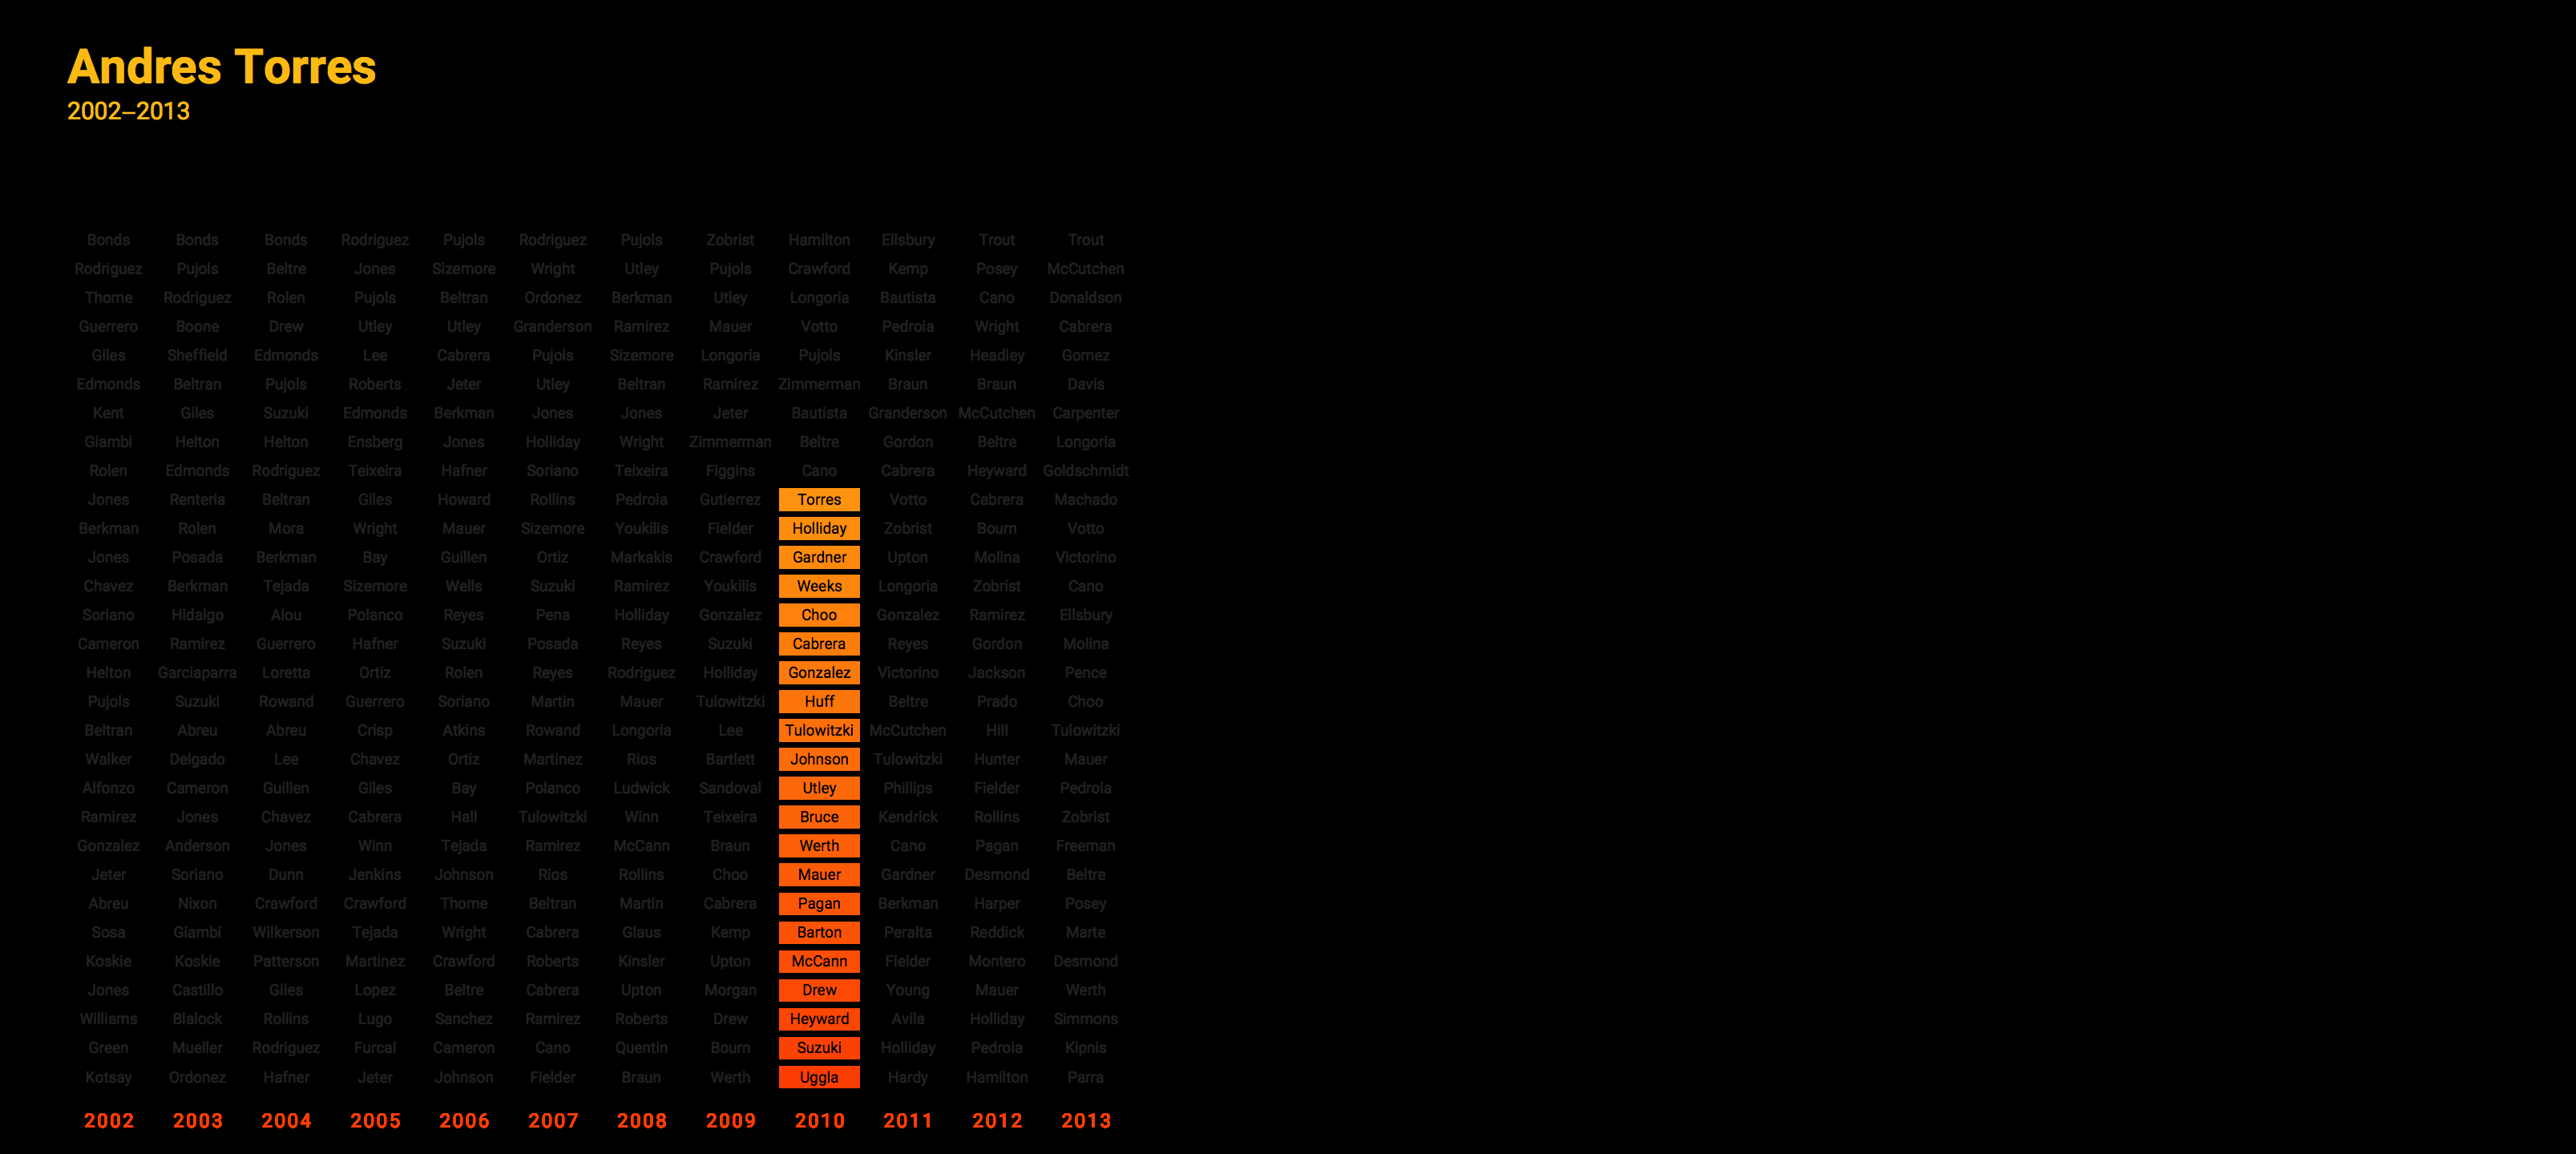 Andres Torres
2002–2013
Bonds Bonds Bonds Rodriguez Pujols Rodriguez Pujols Zobrist Hamilton Ellsbury Trout Trout
Rodriguez Pujols Beltre Jones Sizemore Wright Utley Pujols Crawford Kemp Posey McCutchen
Thome Rodriguez Rolen Pujols Beltran Ordonez Berkman Utley Longoria Bautista Cano Donaldson
Guerrero Boone Drew Utley Utley Granderson Ramirez Mauer Votto Pedroia Wright Cabrera
Giles Sheffield Edmonds Lee Cabrera Pujols Sizemore Longoria Pujols Kinsler Headley Gomez
Edmonds Beltran Pujols Roberts Jeter Utley Beltran Ramirez Zimmerman Braun Braun Davis
Kent Giles Suzuki Edmonds Berkman Jones Jones Jeter Bautista Granderson McCutchen Carpenter
Giambi Helton Helton Ensberg Jones Holliday Wright Zimmerman Beltre Gordon Beltre Longoria
Rolen Edmonds Rodriguez Teixeira Hafner Soriano Teixeira Figgins Cano Cabrera Heyward Goldschmidt
Jones Renteria Beltran Giles Howard Rollins Pedroia Gutierrez Torres Votto Cabrera Machado
Berkman Rolen Mora Wright Mauer Sizemore Youkilis Fielder Holliday Zobrist Bourn Votto
Jones Posada Berkman Bay Guillen Ortiz Markakis Crawford Gardner Upton Molina Victorino
Chavez Berkman Tejada Sizemore Wells Suzuki Ramirez Youkilis Weeks Longoria Zobrist Cano
Soriano Hidalgo Alou Polanco Reyes Pena Holliday Gonzalez Choo Gonzalez Ramirez Ellsbury
Cameron Ramirez Guerrero Hafner Suzuki Posada Reyes Suzuki Cabrera Reyes Gordon Molina
Helton Garciaparra Loretta Ortiz Rolen Reyes Rodriguez Holliday Gonzalez Victorino Jackson Pence
Pujols Suzuki Rowand Guerrero Soriano Martin Mauer Tulowitzki Huff Beltre Prado Choo
Beltran Abreu Abreu Crisp Atkins Rowand Longoria Lee Tulowitzki McCutchen Hill Tulowitzki
Walker Delgado Lee Chavez Ortiz Martinez Rios Bartlett Johnson Tulowitzki Hunter Mauer
Alfonzo Cameron Guillen Giles Bay Polanco Ludwick Sandoval Utley Phillips Fielder Pedroia
Ramirez Jones Chavez Cabrera Hall Tulowitzki Winn Teixeira Bruce Kendrick Rollins Zobrist
Gonzalez Anderson Jones Winn Tejada Ramirez McCann Braun Werth Cano Pagan Freeman
Jeter Soriano Dunn Jenkins Johnson Rios Rollins Choo Mauer Gardner Desmond Beltre
Abreu Nixon Crawford Crawford Thome Beltran Martin Cabrera Pagan Berkman Harper Posey
Sosa Giambi Wilkerson Tejada Wright Cabrera Glaus Kemp Barton Peralta Reddick Marte
Koskie Koskie Patterson Martinez Crawford Roberts Kinsler Upton McCann Fielder Montero Desmond
Jones Castillo Giles Lopez Beltre Cabrera Upton Morgan Drew Young Mauer Werth
Williams Blalock Rollins Lugo Sanchez Ramirez Roberts Drew Heyward Avila Holliday Simmons
Green Mueller Rodriguez Furcal Cameron Cano Quentin Bourn Suzuki Holliday Pedroia Kipnis
Kotsay Ordonez Hafner Jeter Johnson Fielder Braun Werth Uggla Hardy Hamilton Parra
2002 2003 2004 2005 2006 2007 2008 2009 2010 2011 2012 2013